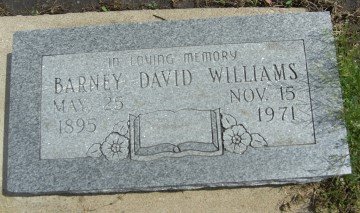 IN LOVING MEMORY
BARNEY DAVID WILLIAMS
MAY 25 NOV. 15
1895 1971